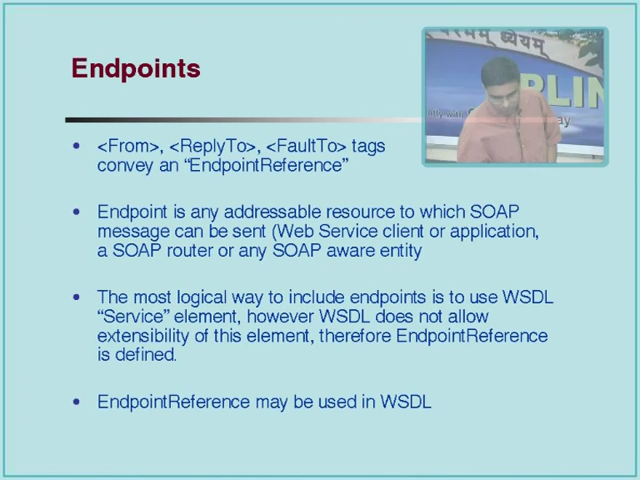 Endpoints
<From>, <ReplyTo>, <FaultTo> tags
convey an “EndpointReference”
Endpoint is any addressable resource to which SOAP
message can be sent (Web Service client or application,
a SOAP router or any SOAP aware entity
The most logical way to include endpoints is to use WSDL
“Service” element, however WSDL does not allow
extensibility of this element, therefore EndpointReference
is defined.
EndpointReference may be used in WSDL
परमम् ध्येयम्
PLIN